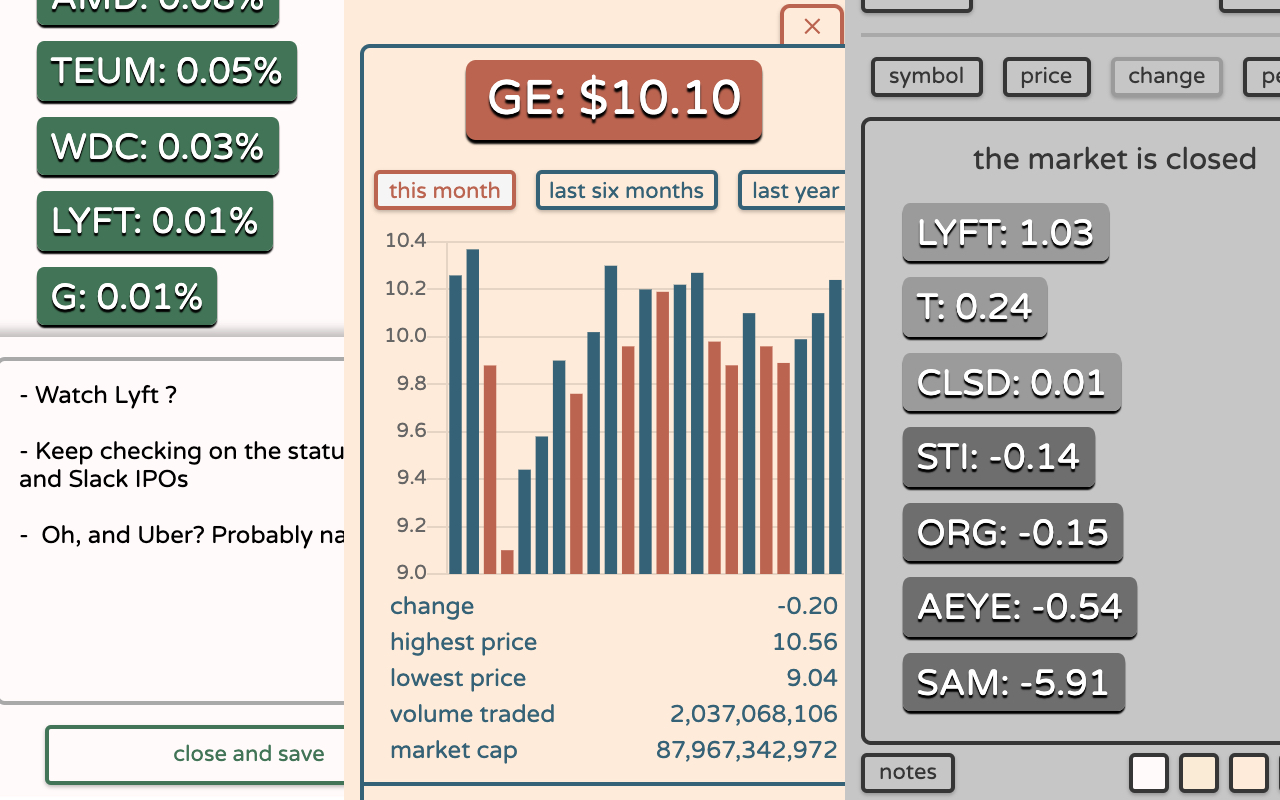 AMD: 0.08%
TEUM: 0.05%
WDC: 0.03%
LYFT: 0.01%
G: 0.01%
- Watch Lyft ?
- Keep checking on the statu
and Slack IPOs
- Oh, and Uber? Probably na
close and save
×
GE: $10.10
this month
last six months
last year
10.4
10.2
10.0
9.8
9.6
9.4
9.2
9.0
change -0.20
highest price 10.56
lowest price 9.04
volume traded 2,037,068,106
market cap 87,967,342,972
symbol
price
change
pe
the market is closed
LYFT: 1.03
T: 0.24
CLSD: 0.01
STI: -0.14
ORG: -0.15
AEYE: -0.54
SAM: -5.91
notes